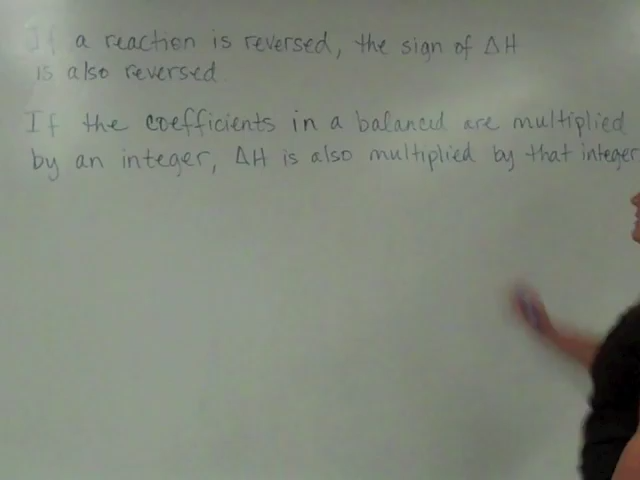 If a reaction is reversed, the sign of ΔH
is also reversed.
If the coefficients in a balanced are multiplied
by an integer, ΔH is also multiplied by that integer